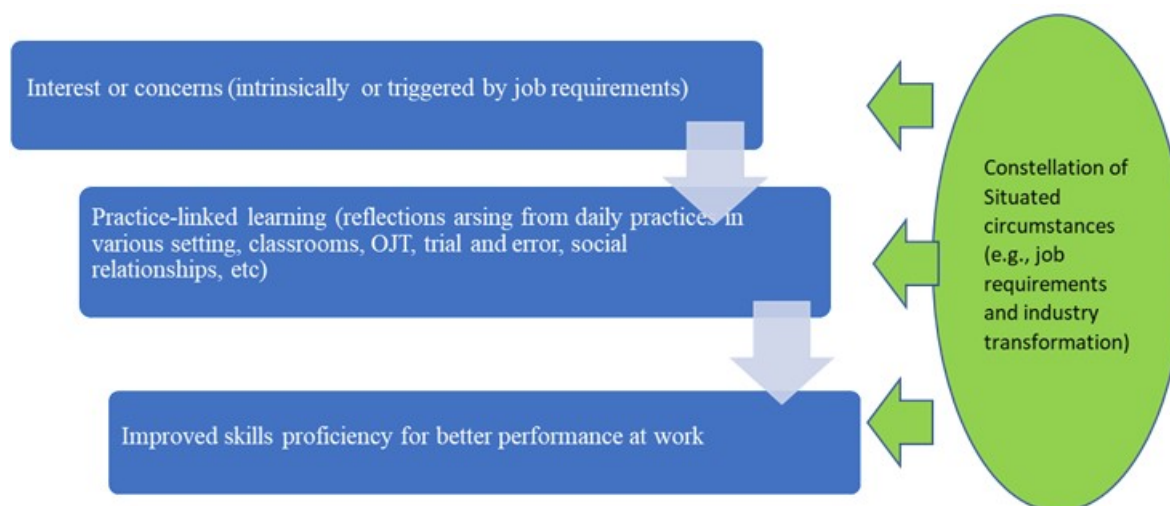 Interest or concerns (intrinsically or triggered by job requirements)
Practice-linked learning (reflections arsing from daily practices in
various setting, classrooms, OJT, trial and error, social
relationships, etc)
Improved skills proficiency for better performance at work
Constellation of
Situated
circumstances
(e.g., job
requirements
and industry
transformation)